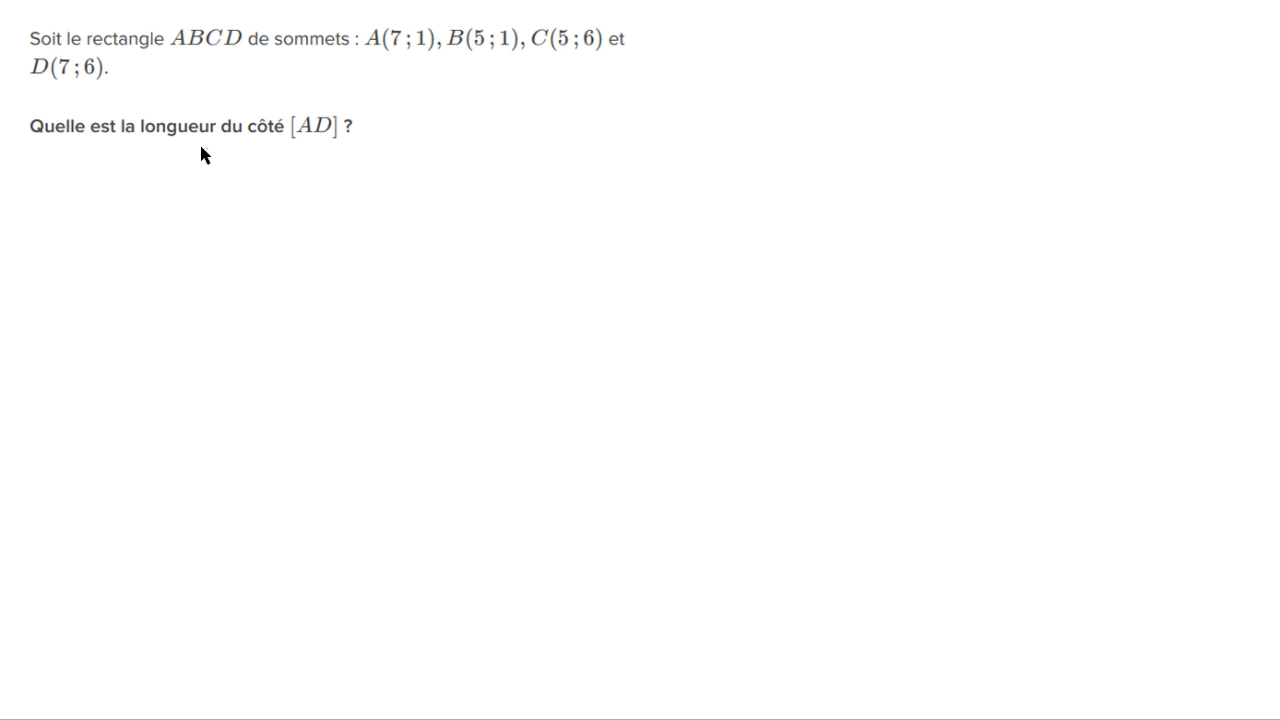 Soit le rectangle ABCD de sommets : A(7 ; 1), B(5 ; 1), C(5 ; 6) et
D(7 ; 6).
Quelle est la longueur du côté [AD] ?